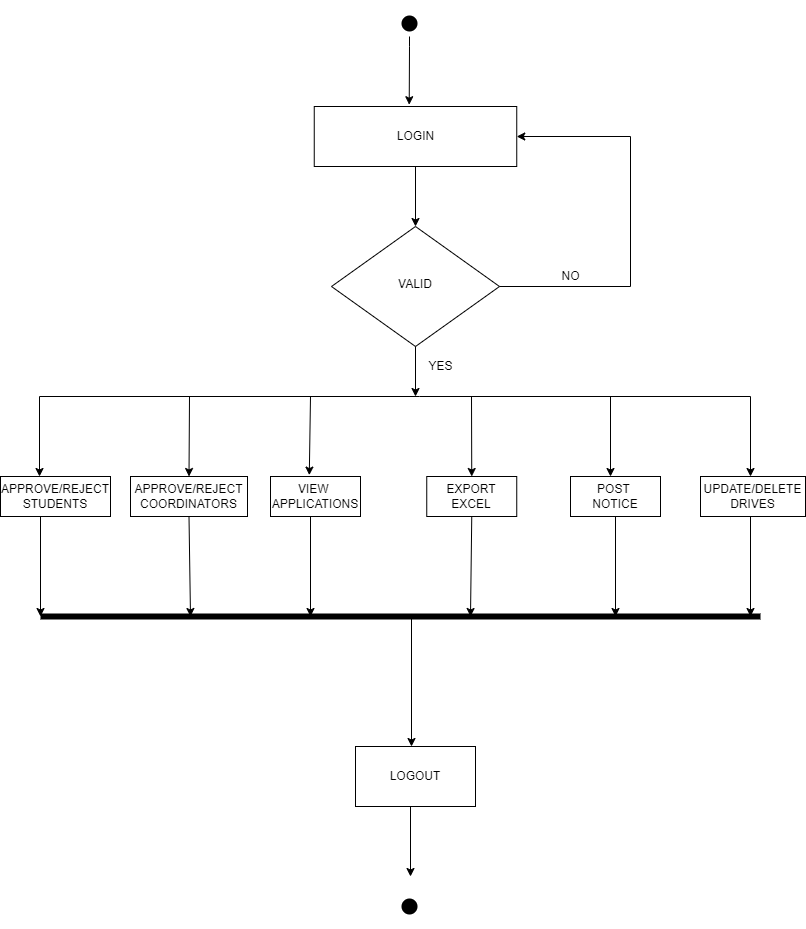 LOGIN
VALID
NO
YES
APPROVE/REJECT
STUDENTS
APPROVE/REJECT
COORDINATORS
VIEW
APPLICATIONS
EXPORT
EXCEL
POST
NOTICE
UPDATE/DELETE
DRIVES
LOGOUT